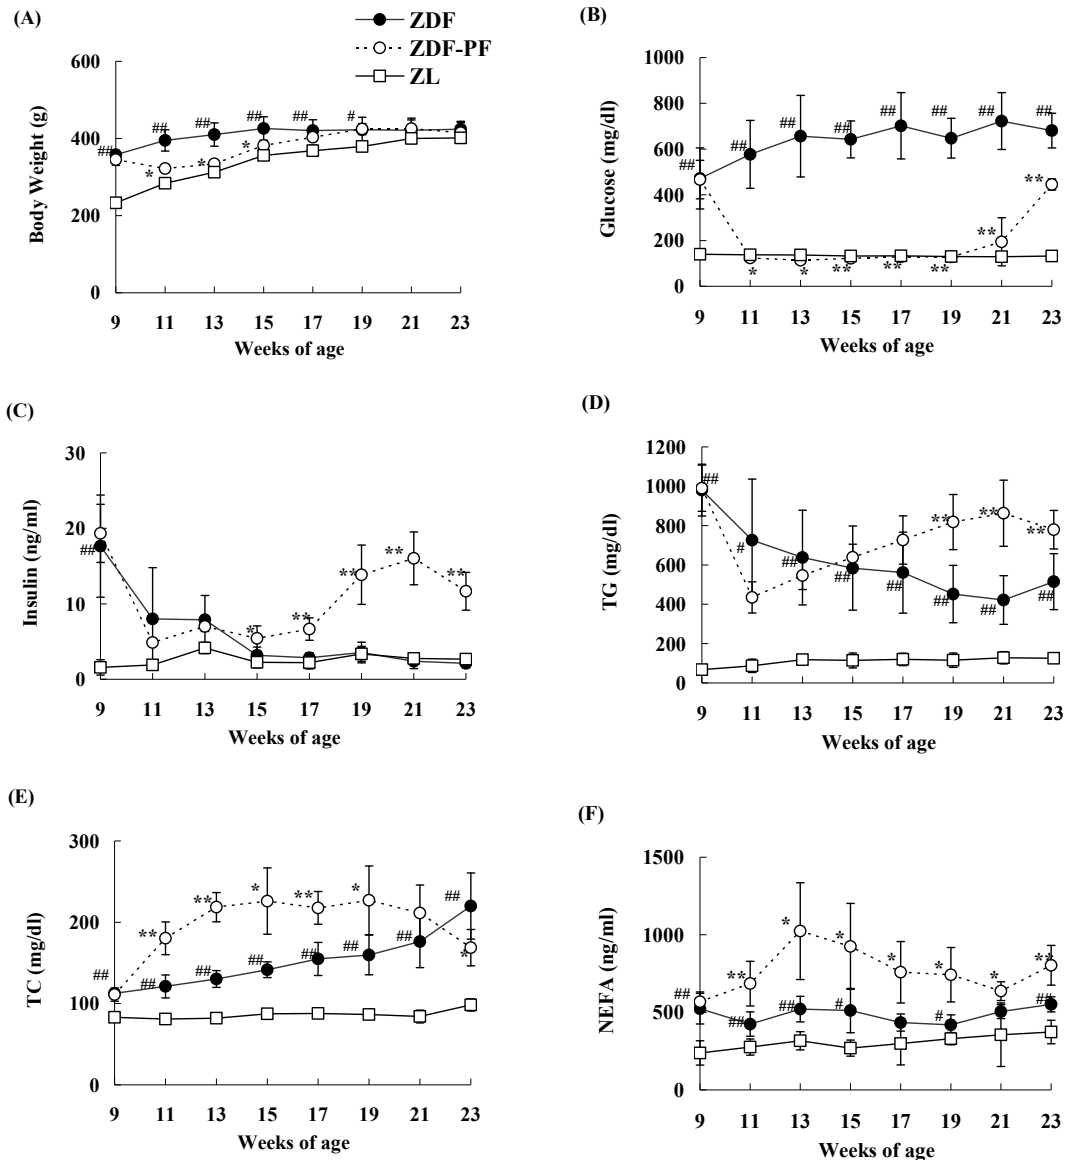 (A)
ZDF
ZDF-PF
ZL
600
400
200
0
Body Weight (g)
## ## ## ## ## #
* * *
9 11 13 15 17 19 21 23
Weeks of age
(B)
1000
800
600
400
200
0
Glucose (mg/dl)
## ## ## ## ## ## ## ##
* * ** ** ** ** **
9 11 13 15 17 19 21 23
Weeks of age
(C)
30
20
10
0
Insulin (ng/ml)
##
* ** ** ** **
9 11 13 15 17 19 21 23
Weeks of age
(D)
1200
1000
800
600
400
200
0
TG (mg/dl)
## # ## ## ## ## ## ##
** ** **
9 11 13 15 17 19 21 23
Weeks of age
(E)
300
200
100
0
TC (mg/dl)
** ** * ** * *
## ## ## ## ## ## ## ##
9 11 13 15 17 19 21 23
Weeks of age
(F)
1500
1000
500
0
NEFA (ng/ml)
** * * * * * **
## ## ## # # ##
9 11 13 15 17 19 21 23
Weeks of age